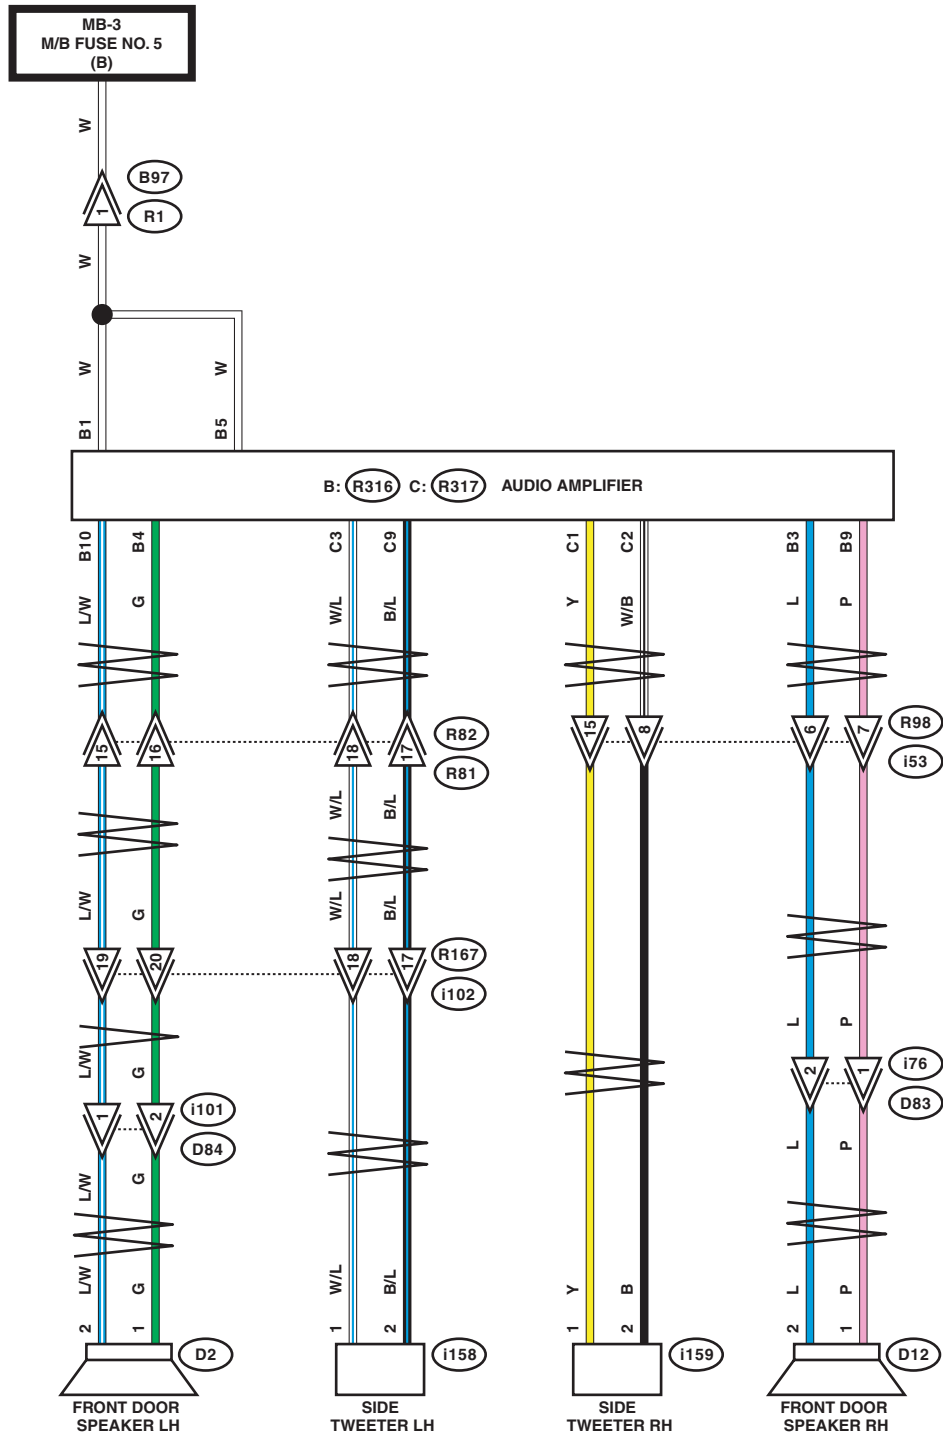 MB-3
M/B FUSE NO. 5
(B)
W
B97
1
R1
W
W
W
B1
B5
B: R316 C: R317 AUDIO AMPLIFIER
B10
B4
C3
C9
C1
C2
B3
B9
L/W
G
W/L
B/L
Y
W/B
L
P
15
16
18
17
R82
R81
15
8
6
7
R98
i53
W/L
B/L
L/W
G
W/L
B/L
19
20
18
17
R167
i102
L
P
L/W
G
2
1
i76
D83
1
2
i101
D84
L
P
L/W
G
L/W
G
W/L
B/L
Y
B
L
P
2
1
1
2
1
2
2
1
D2
i158
i159
D12
FRONT DOOR
SPEAKER LH
SIDE
TWEETER LH
SIDE
TWEETER RH
FRONT DOOR
SPEAKER RH